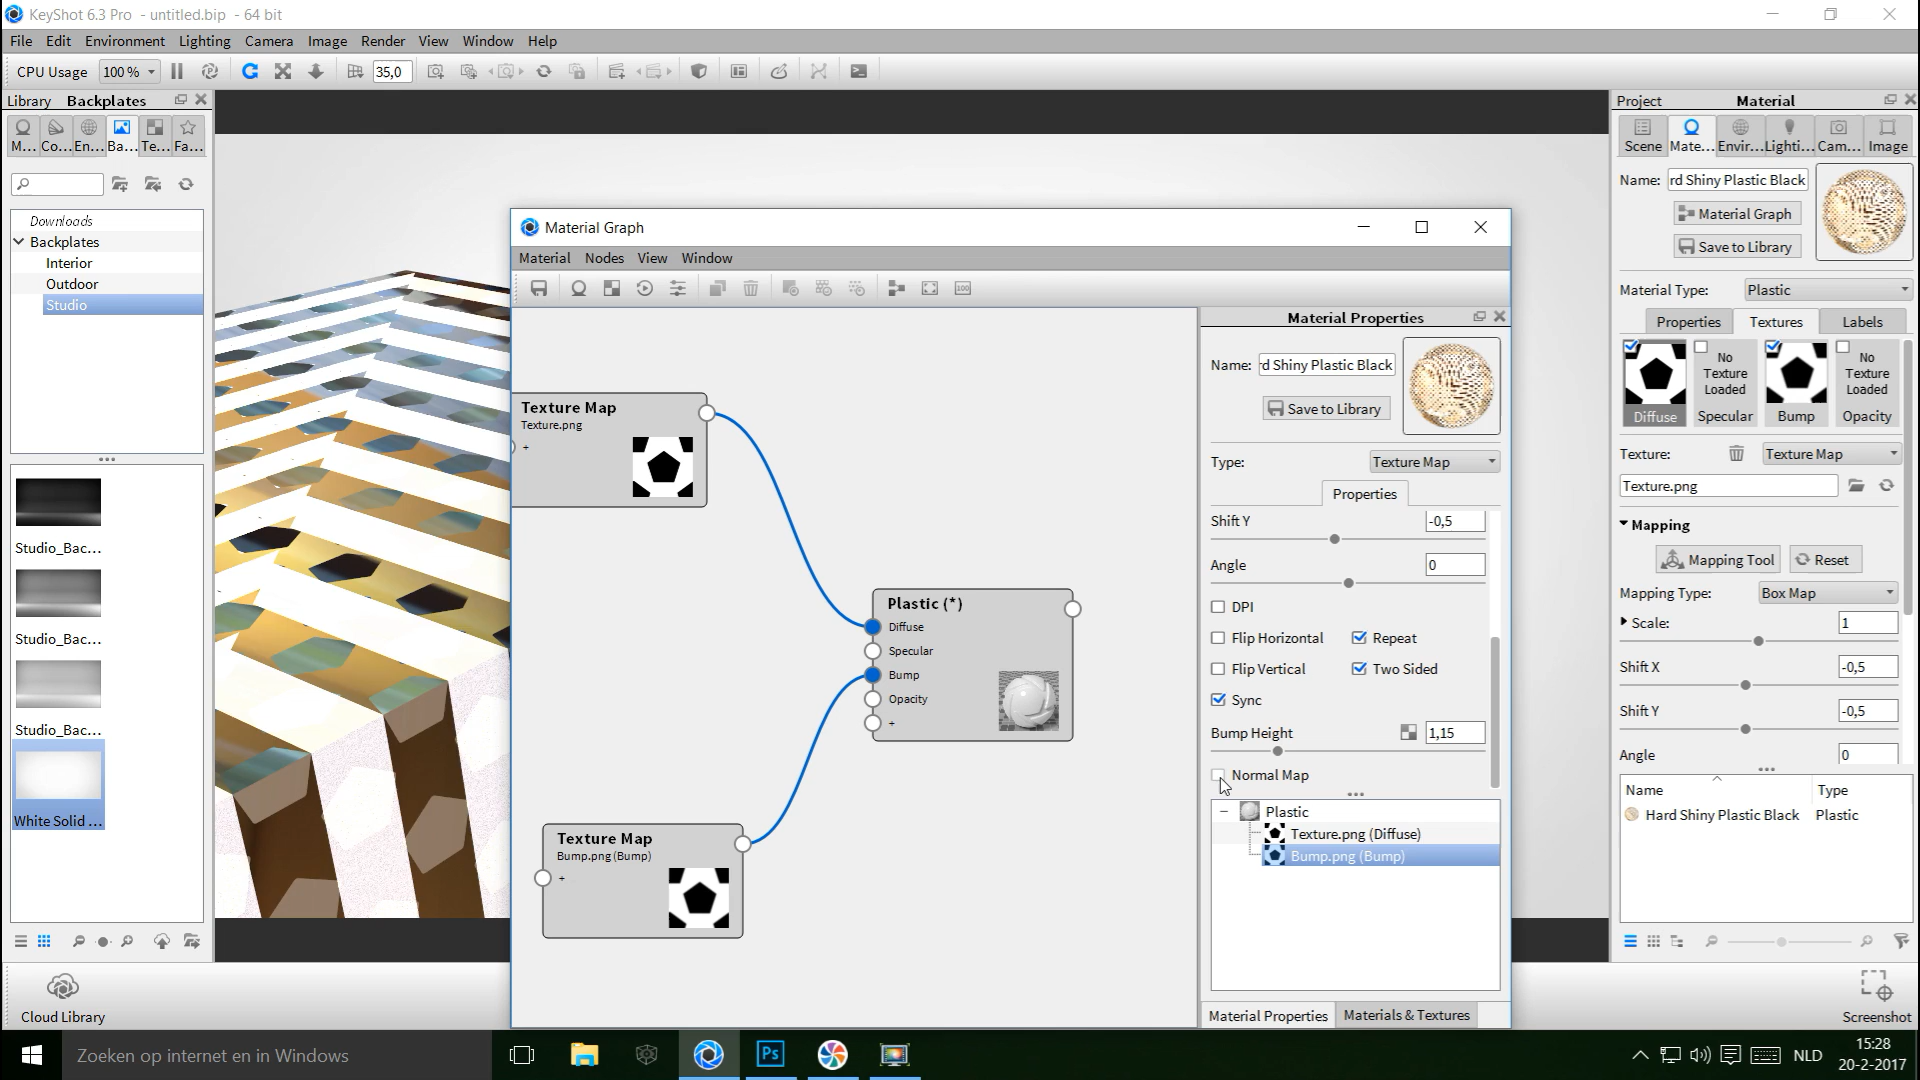 KeyShot 6.3 Pro - untitled.bip - 64 bit
File Edit Environment Lighting Camera Image Render View Window Help
CPU Usage 100 % 35,0
Library Backplates
M... Co... En... Ba... Te... Fa...
Downloads
Backplates
Interior
Outdoor
Studio
Studio_Bac...
Studio_Bac...
Studio_Bac...
White Solid ...
Cloud Library
Material Graph
Material Nodes View Window
100
Texture Map
Texture.png
+
Plastic (*)
Diffuse
Specular
Bump
Opacity
+
Texture Map
Bump.png (Bump)
+
Material Properties
Name: rd Shiny Plastic Black
Save to Library
Type: Texture Map
Properties
Shift Y -0,5
Angle 0
DPI
Flip Horizontal Repeat
Flip Vertical Two Sided
Sync
Bump Height 1,15
Normal Map
Plastic
Texture.png (Diffuse)
Bump.png (Bump)
Material Properties Materials & Textures
Project Material
Scene Mate... Envir... Lighti... Cam... Image
Name: rd Shiny Plastic Black
Material Graph
Save to Library
Material Type: Plastic
Properties Textures Labels
No Texture Loaded No Texture Loaded
Diffuse Specular Bump Opacity
Texture: Texture Map
Texture.png
Mapping
Mapping Tool Reset
Mapping Type: Box Map
Scale: 1
Shift X -0,5
Shift Y -0,5
Angle 0
Name Type
Hard Shiny Plastic Black Plastic
Screenshot
Zoeken op internet en in Windows
Ps
NLD
15:28
20-2-2017